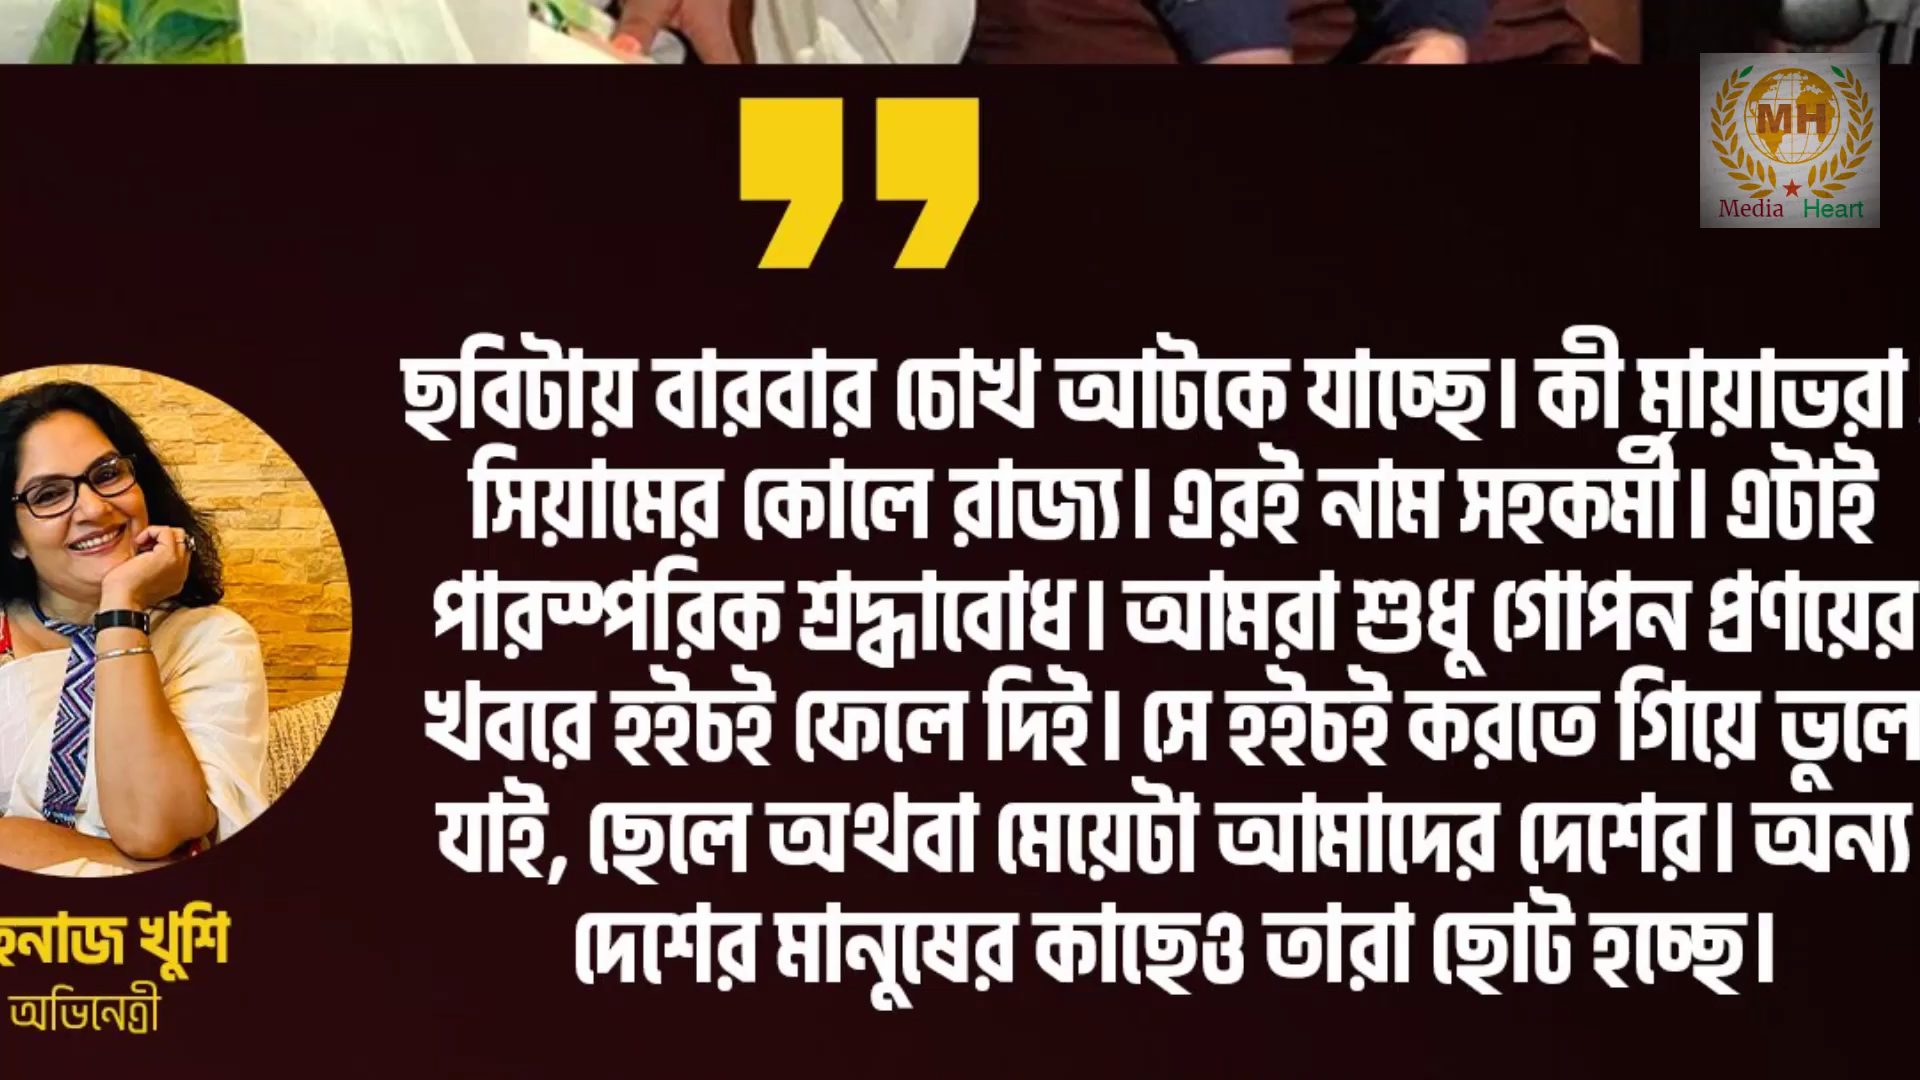 MH
Media Heart
ছবিটায় বারবার চোখ আটকে যাচ্ছে। কী মায়াভরা
সিয়ামের কোলে রাজ্য। এরই নাম সহকর্মী। এটাই
পারস্পরিক শ্রদ্ধাবোধ। আমরা শুধু গোপন প্রণয়ের
খবরে হইচই ফেলে দিই। সে হইচই করতে গিয়ে ভুলে
যাই, ছেলে অথবা মেয়েটা আমাদের দেশের। অন্য
দেশের মানুষের কাছেও তারা ছোট হচ্ছে।
হনাজ খুশি
অভিনেত্রী